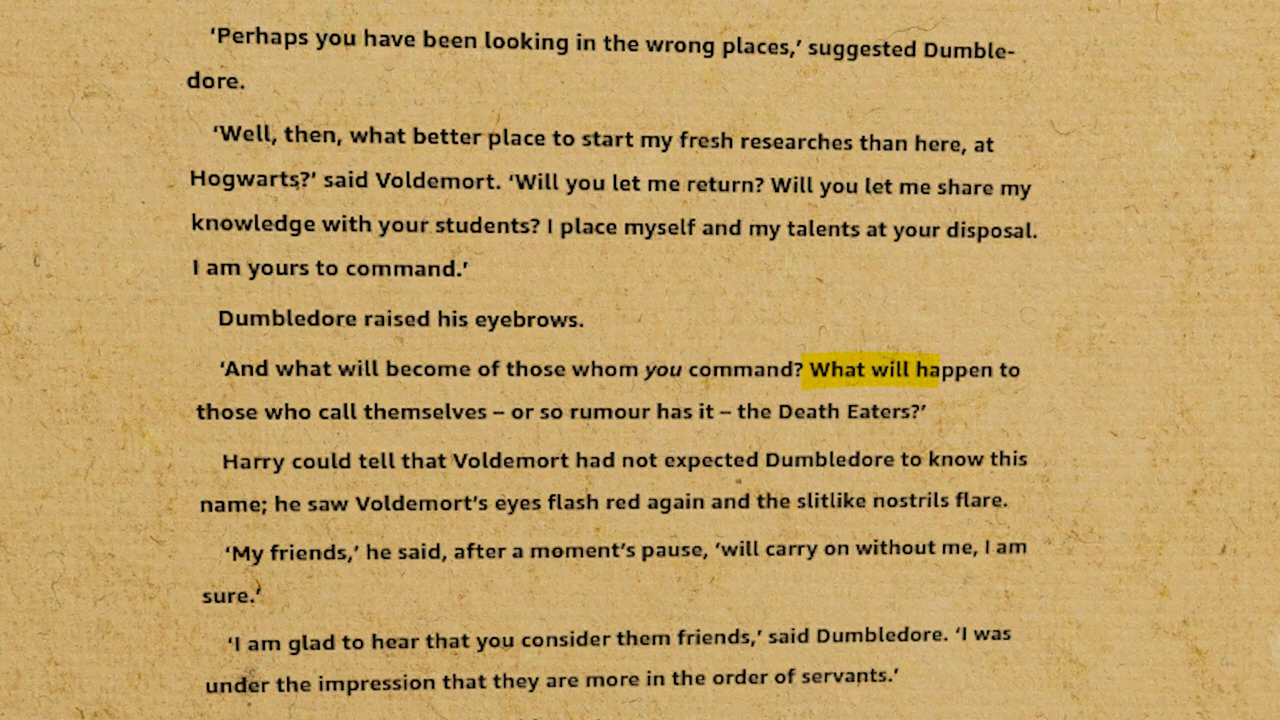 ‘Perhaps you have been looking in the wrong places,’ suggested Dumble-
dore.
‘Well, then, what better place to start my fresh researches than here, at
Hogwarts?’ said Voldemort. ‘Will you let me return? Will you let me share my
knowledge with your students? I place myself and my talents at your disposal.
I am yours to command.’
Dumbledore raised his eyebrows.
‘And what will become of those whom you command? What will happen to
those who call themselves – or so rumour has it – the Death Eaters?’
Harry could tell that Voldemort had not expected Dumbledore to know this
name; he saw Voldemort’s eyes flash red again and the slitlike nostrils flare.
‘My friends,’ he said, after a moment’s pause, ‘will carry on without me, I am
sure.’
‘I am glad to hear that you consider them friends,’ said Dumbledore. ‘I was
under the impression that they are more in the order of servants.’